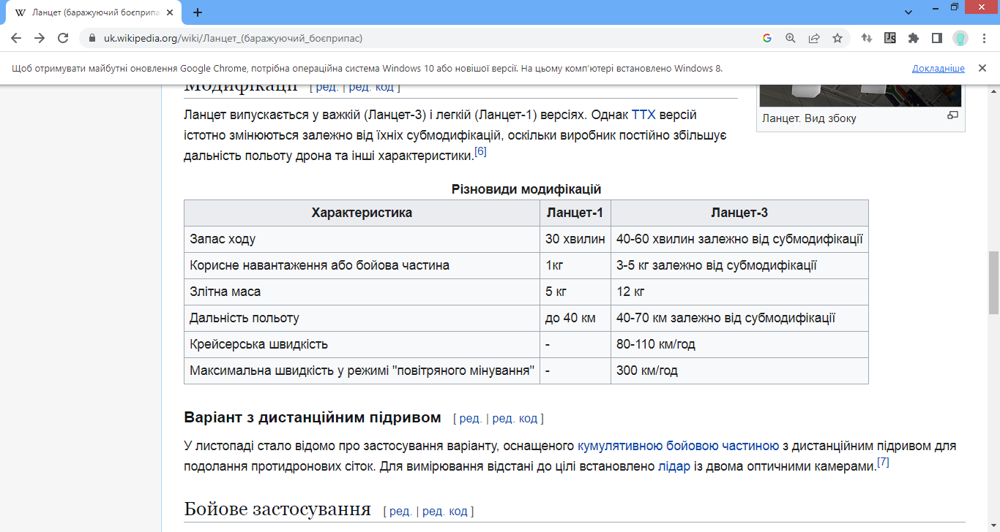 Ланцет (баражуючий боєприпа
uk.wikipedia.org/wiki/Ланцет_(баражуючий_боєприпас)
Щоб отримувати майбутні оновлення Google Chrome, потрібна операційна система Windows 10 або новішої версії. На цьому комп'ютері встановлено Windows 8.
Докладніше
Модифікації [ ред. | ред. код ]
Ланцет випускається у важкій (Ланцет-3) і легкій (Ланцет-1) версіях. Однак ТТХ версій
істотно змінюються залежно від їхніх субмодифікацій, оскільки виробник постійно збільшує
дальність польоту дрона та інші характеристики.[6]
Ланцет. Вид збоку
Різновиди модифікацій
Характеристика Ланцет-1 Ланцет-3
Запас ходу 30 хвилин 40-60 хвилин залежно від субмодифікації
Корисне навантаження або бойова частина 1кг 3-5 кг залежно від субмодифікації
Злітна маса 5 кг 12 кг
Дальність польоту до 40 км 40-70 км залежно від субмодифікації
Крейсерська швидкість - 80-110 км/год
Максимальна швидкість у режимі "повітряного мінування" - 300 км/год
Варіант з дистанційним підривом [ ред. | ред. код ]
У листопаді стало відомо про застосування варіанту, оснащеного кумулятивною бойовою частиною з дистанційним підривом для
подолання протидронових сіток. Для вимірювання відстані до цілі встановлено лідар із двома оптичними камерами.[7]
Бойове застосування [ ред. | ред. код ]